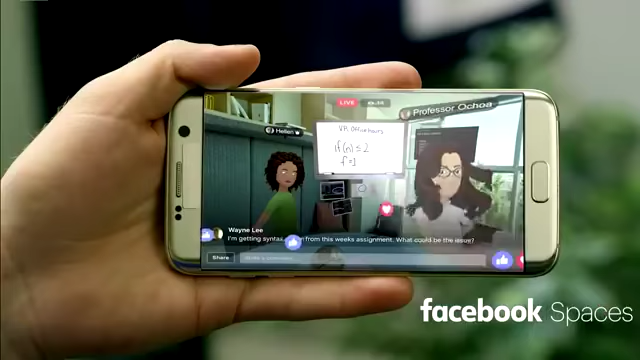 LIVE
Professor Ochoa
Hellen
VR Office hours
if (n) ≤ 2
f=1
Wayne Lee
I'm getting syntax from this weeks assignment. What could be the issue?
Share
Write a comment...
facebook Spaces